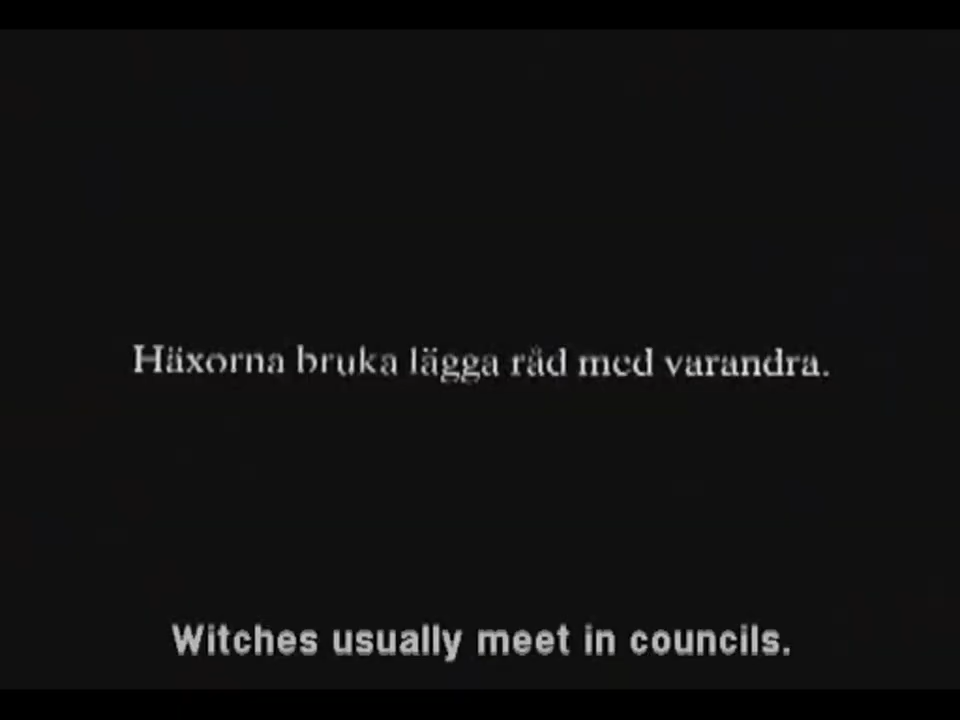 Häxorna bruka lägga råd med varandra.
Witches usually meet in councils.